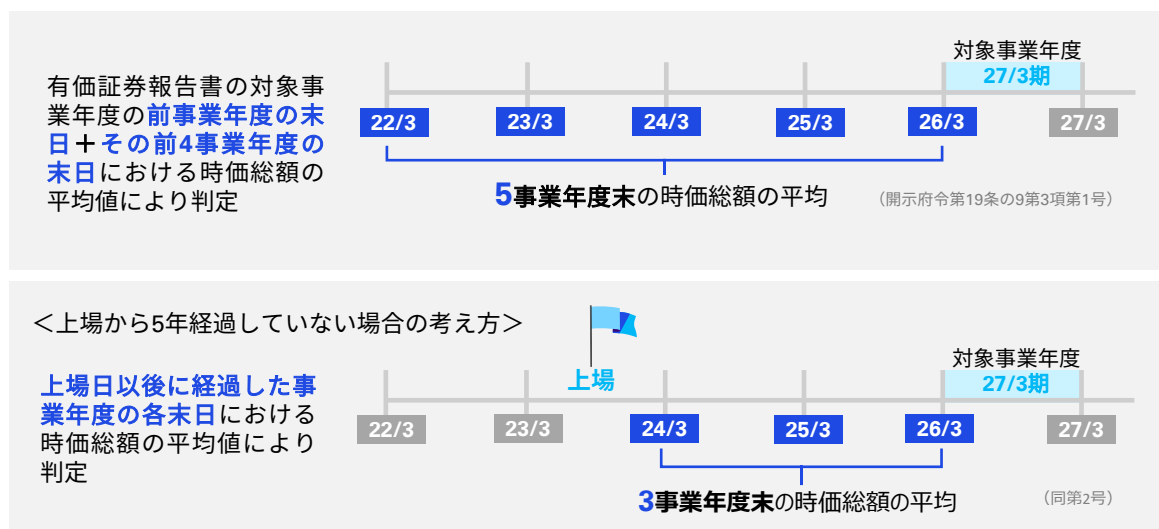 有価証券報告書の対象事
業年度の前事業年度の末
日＋その前4事業年度の
末日における時価総額の
平均値により判定
対象事業年度
27/3期
22/3
23/3
24/3
25/3
26/3
27/3
5事業年度末の時価総額の平均
（開示府令第19条の9第3項第1号）
＜上場から5年経過していない場合の考え方＞
上場日以後に経過した事
業年度の各末日における
時価総額の平均値により
判定
上場
対象事業年度
27/3期
22/3
23/3
24/3
25/3
26/3
27/3
3事業年度末の時価総額の平均
（同第2号）